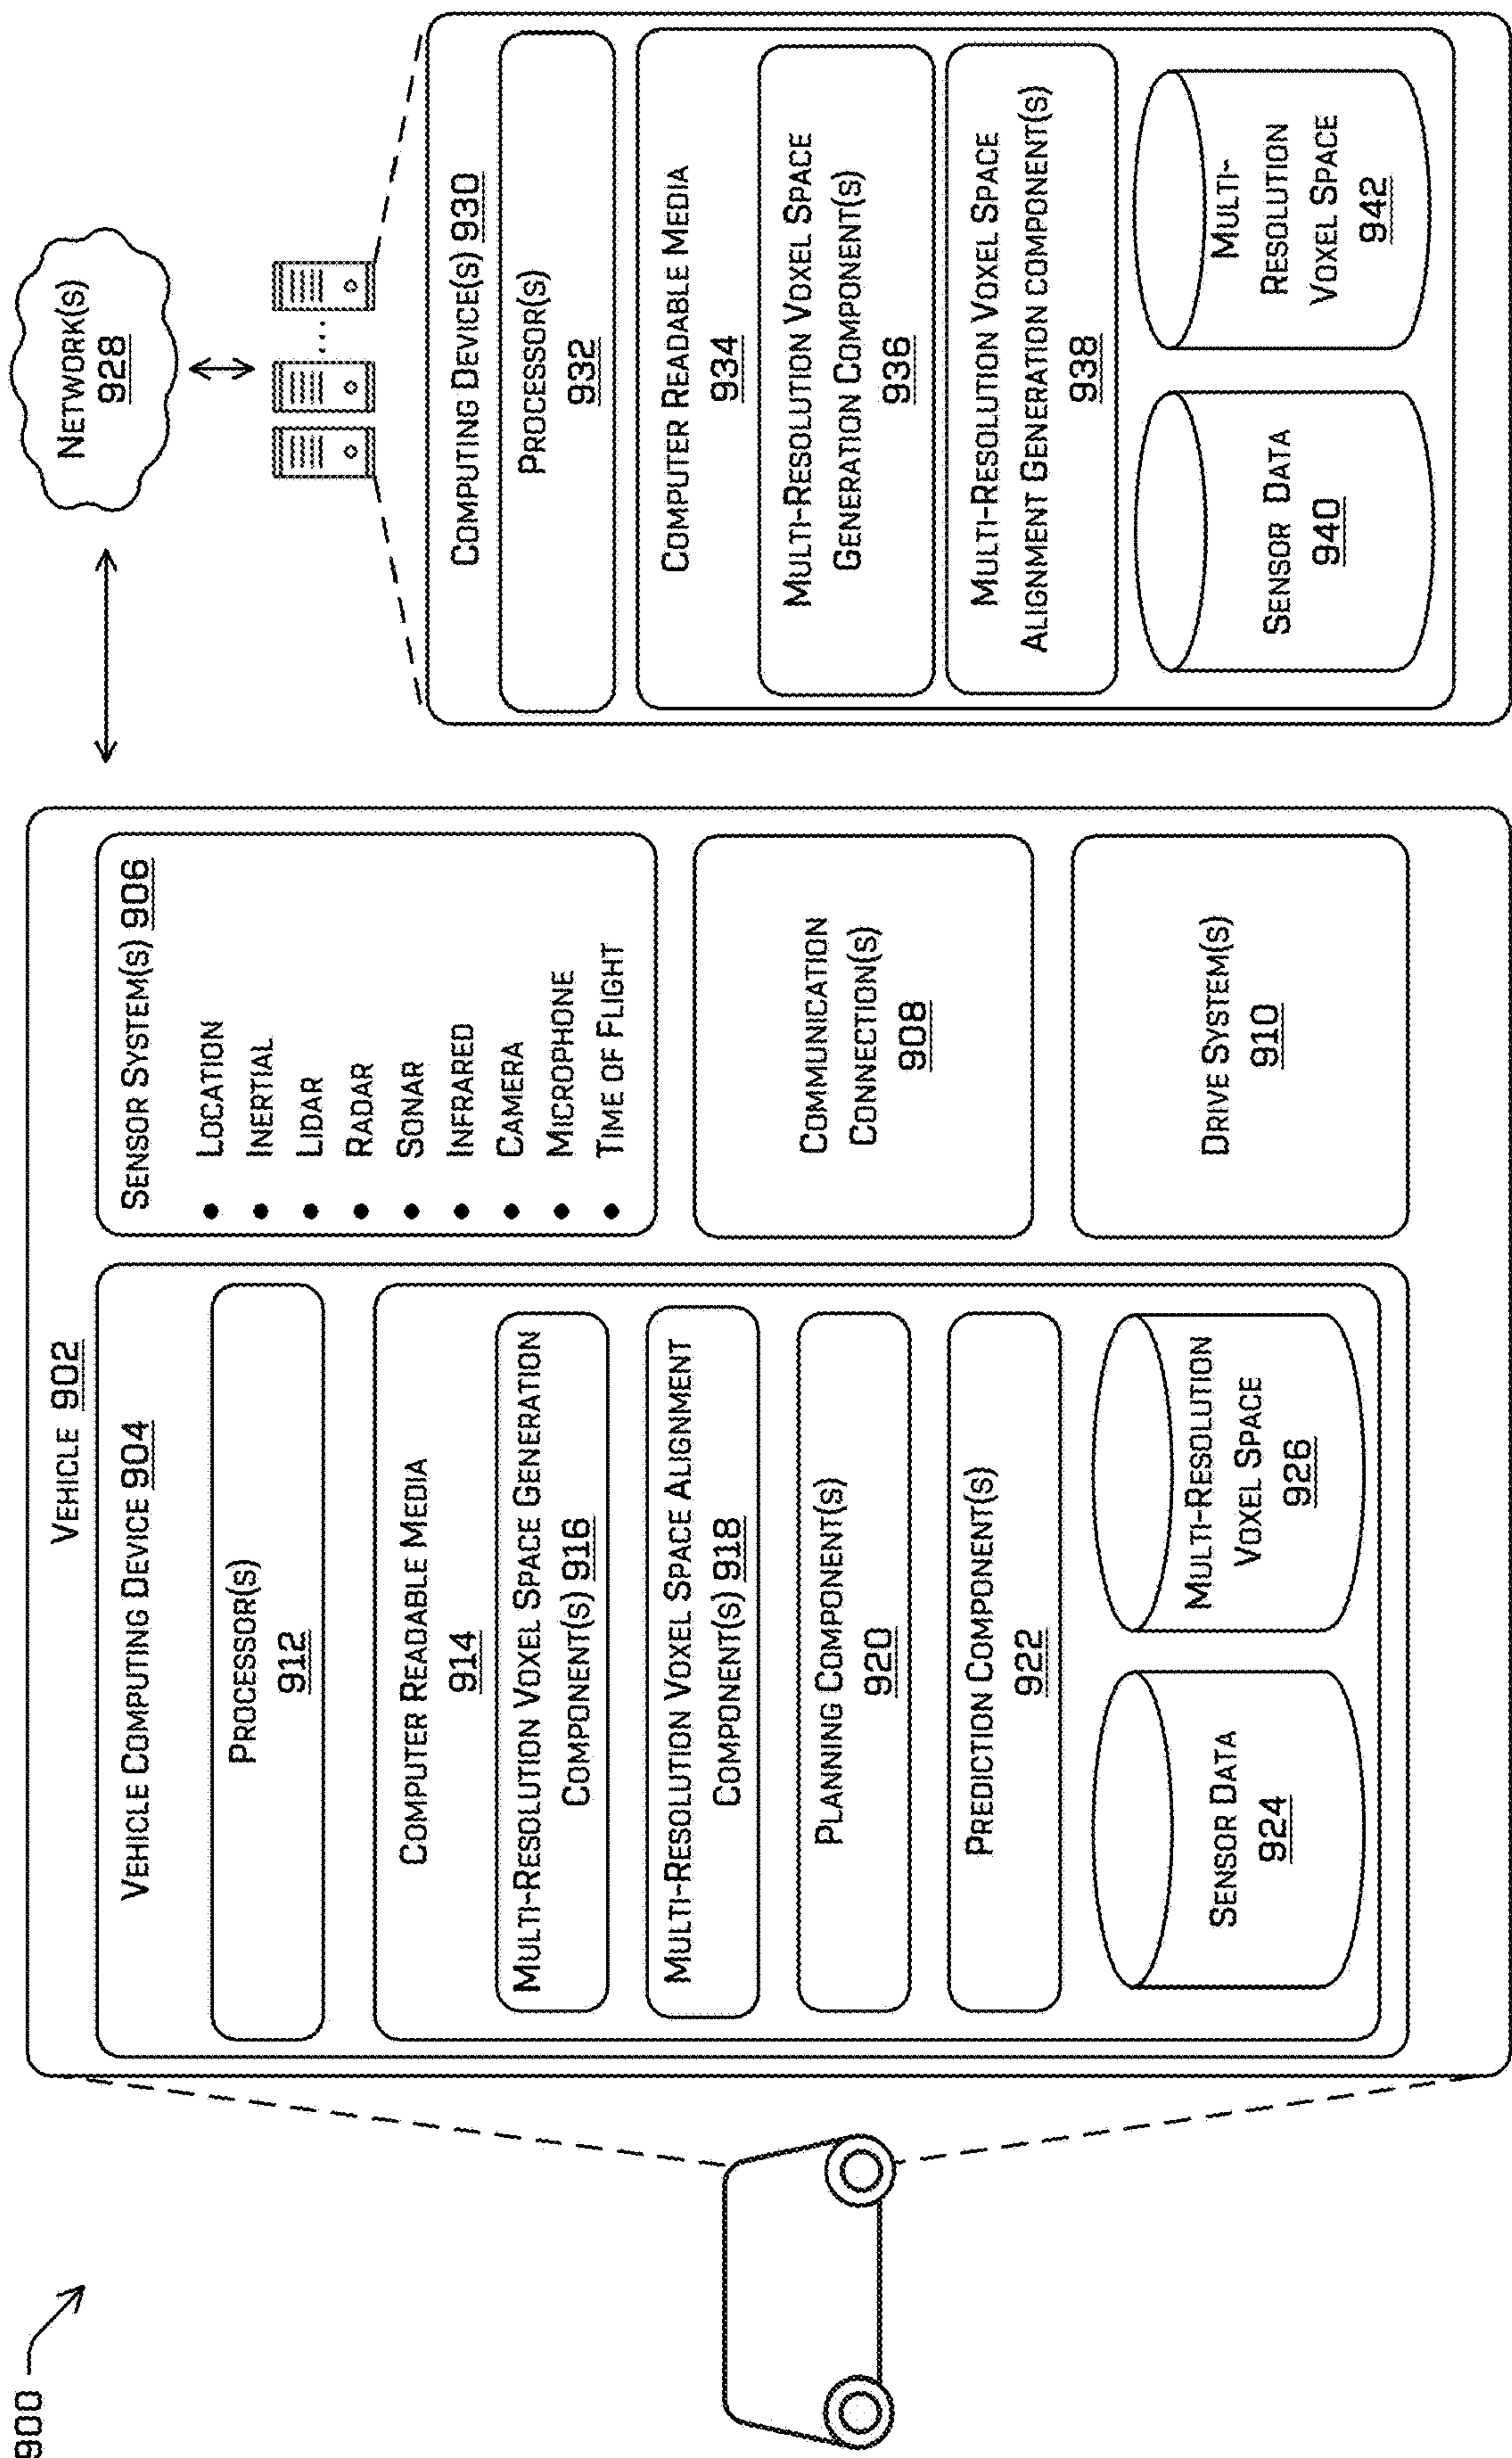 900
VEHICLE 902
VEHICLE COMPUTING DEVICE 904
PROCESSOR(S)
912
COMPUTER READABLE MEDIA
914
MULTI-RESOLUTION VOXEL SPACE GENERATION
COMPONENT(S) 916
MULTI-RESOLUTION VOXEL SPACE ALIGNMENT
COMPONENT(S) 918
PLANNING COMPONENT(S)
920
PREDICTION COMPONENT(S)
922
SENSOR DATA
924
MULTI-RESOLUTION
VOXEL SPACE
926
SENSOR SYSTEM(S) 906
• LOCATION
• INERTIAL
• LIDAR
• RADAR
• SONAR
• INFRARED
• CAMERA
• MICROPHONE
• TIME OF FLIGHT
COMMUNICATION
CONNECTION(S)
908
DRIVE SYSTEM(S)
910
NETWORK(S)
928
COMPUTING DEVICE(S) 930
PROCESSOR(S)
932
COMPUTER READABLE MEDIA
934
MULTI-RESOLUTION VOXEL SPACE
GENERATION COMPONENT(S)
936
MULTI-RESOLUTION VOXEL SPACE
ALIGNMENT GENERATION COMPONENT(S)
938
SENSOR DATA
940
MULTI-
RESOLUTION
VOXEL SPACE
942